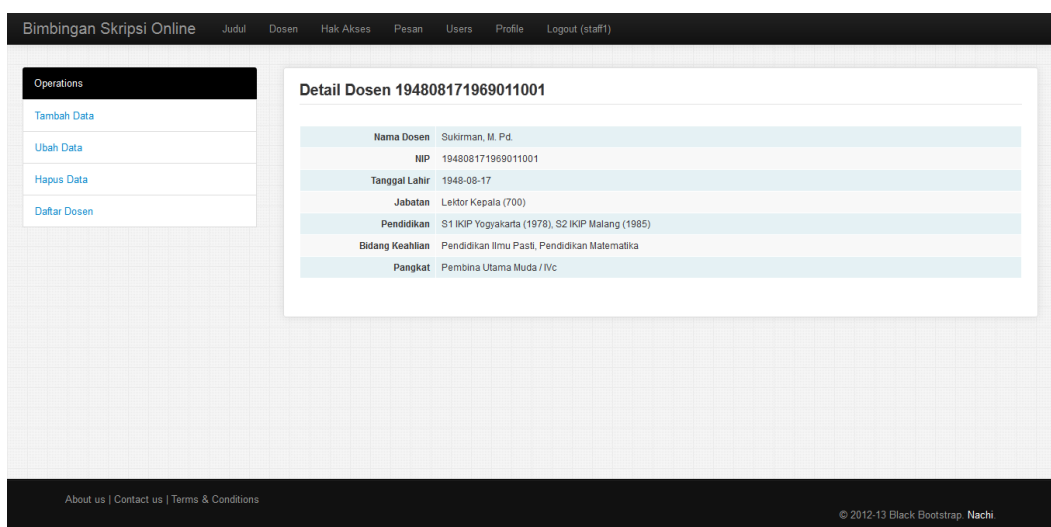 Bimbingan Skripsi Online Judul Dosen Hak Akses Pesan Users Profile Logout (staff1)
Operations
Tambah Data
Ubah Data
Hapus Data
Daftar Dosen
Detail Dosen 194808171969011001
Nama Dosen Sukirman, M. Pd.
NIP 194808171969011001
Tanggal Lahir 1948-08-17
Jabatan Lektor Kepala (700)
Pendidikan S1 IKIP Yogyakarta (1978), S2 IKIP Malang (1985)
Bidang Keahlian Pendidikan Ilmu Pasti, Pendidikan Matematika
Pangkat Pembina Utama Muda / IVc
About us | Contact us | Terms & Conditions
© 2012-13 Black Bootstrap. Nachi.